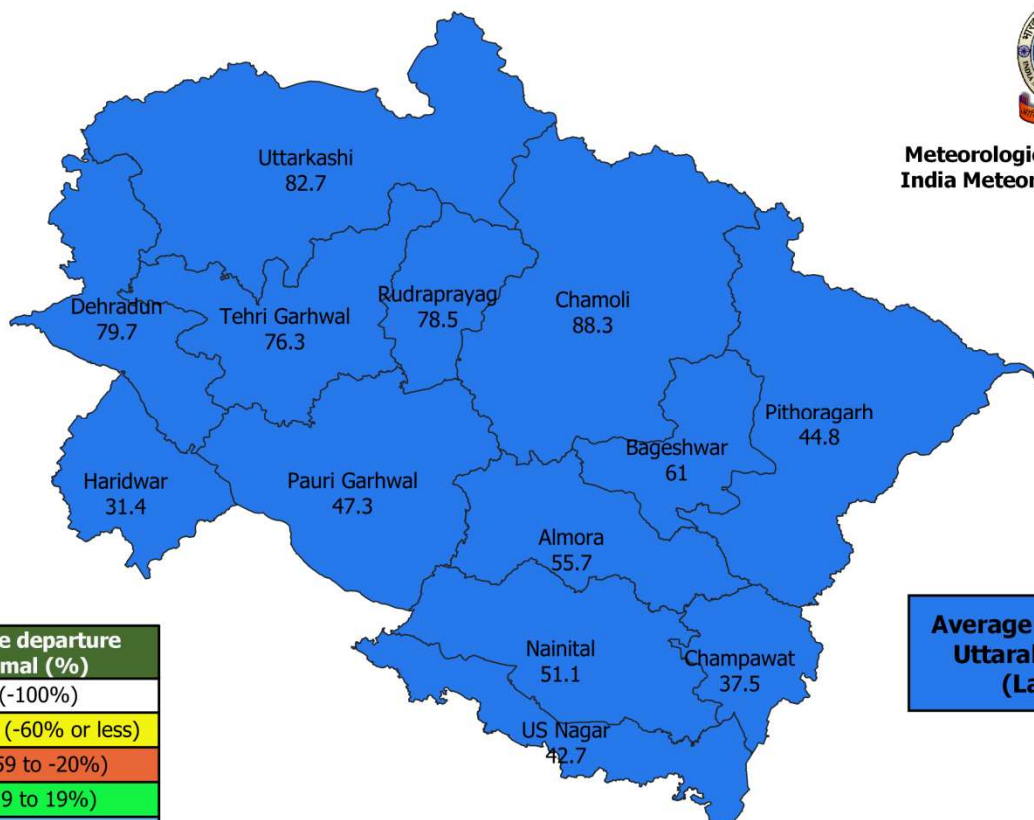 Meteorologic
India Meteor
Uttarkashi
82.7
Dehradun
79.7
Tehri Garhwal
76.3
Rudraprayag
78.5
Chamoli
88.3
Pithoragarh
44.8
Bageshwar
61
Haridwar
31.4
Pauri Garhwal
47.3
Almora
55.7
Nainital
51.1
Champawat
37.5
US Nagar
42.7
e departure
mal (%)
(-100%)
(-60% or less)
59 to -20%)
9 to 19%)
Average
Uttaral
(La